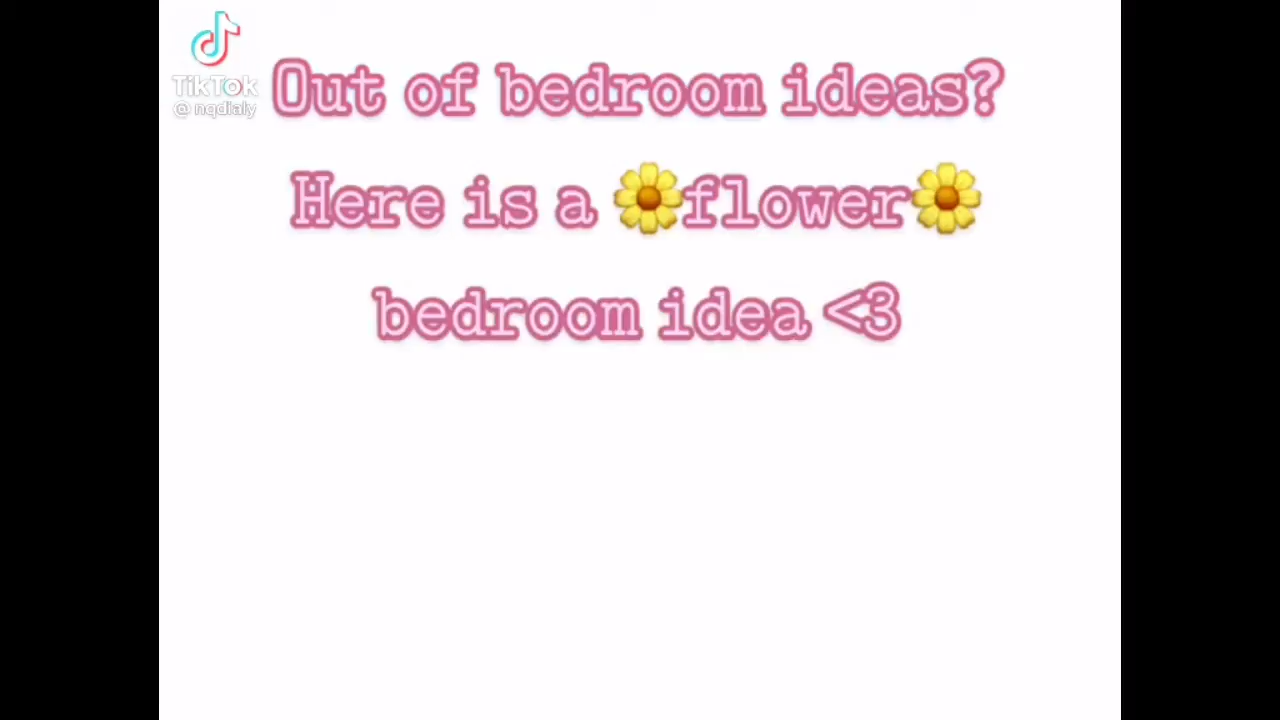 TikTok
@ nqdialy
Out of bedroom ideas?
Here is a 🌼flower🌼
bedroom idea <3